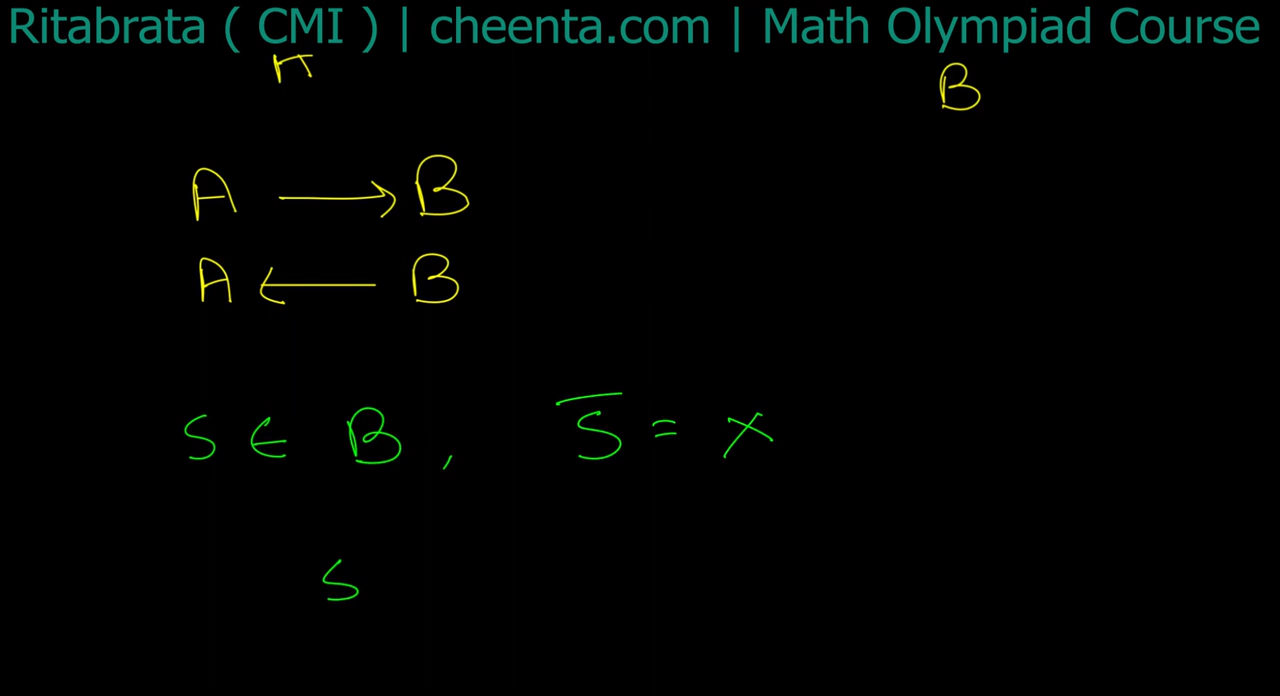 Ritabrata ( CMI ) | cheenta.com | Math Olympiad Course
B
A → B
A ← B
S ∈ B , S̅ = x
S